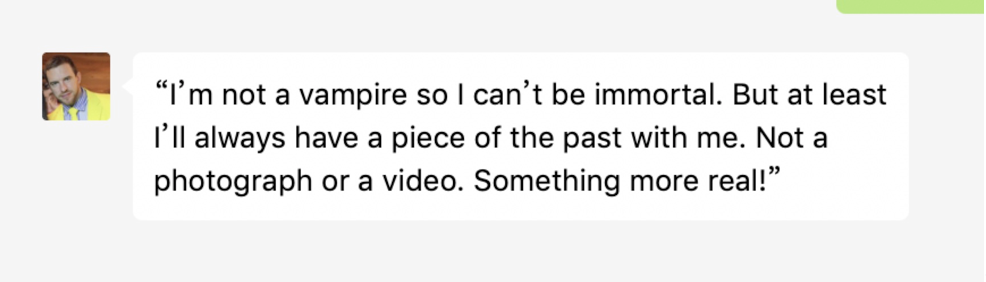 “I’m not a vampire so I can’t be immortal. But at least
I’ll always have a piece of the past with me. Not a
photograph or a video. Something more real!”